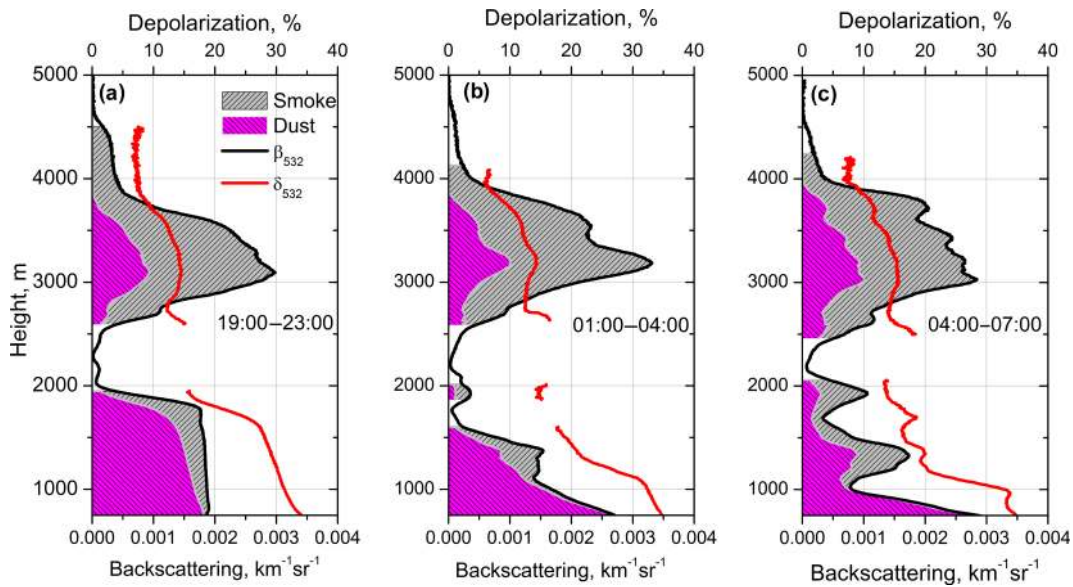 Depolarization, %
0 10 20 30 40
Depolarization, %
0 10 20 30 40
Depolarization, %
0 10 20 30 40
5000
4000
3000
2000
1000
Height, m
(a)
Smoke
Dust
β532
δ532
19:00–23:00
0.000 0.001 0.002 0.003 0.004
Backscattering, km-1sr-1
5000
4000
3000
2000
1000
(b)
01:00–04:00
0.000 0.001 0.002 0.003 0.004
Backscattering, km-1sr-1
5000
4000
3000
2000
1000
(c)
04:00–07:00
0.000 0.001 0.002 0.003 0.004
Backscattering, km-1sr-1